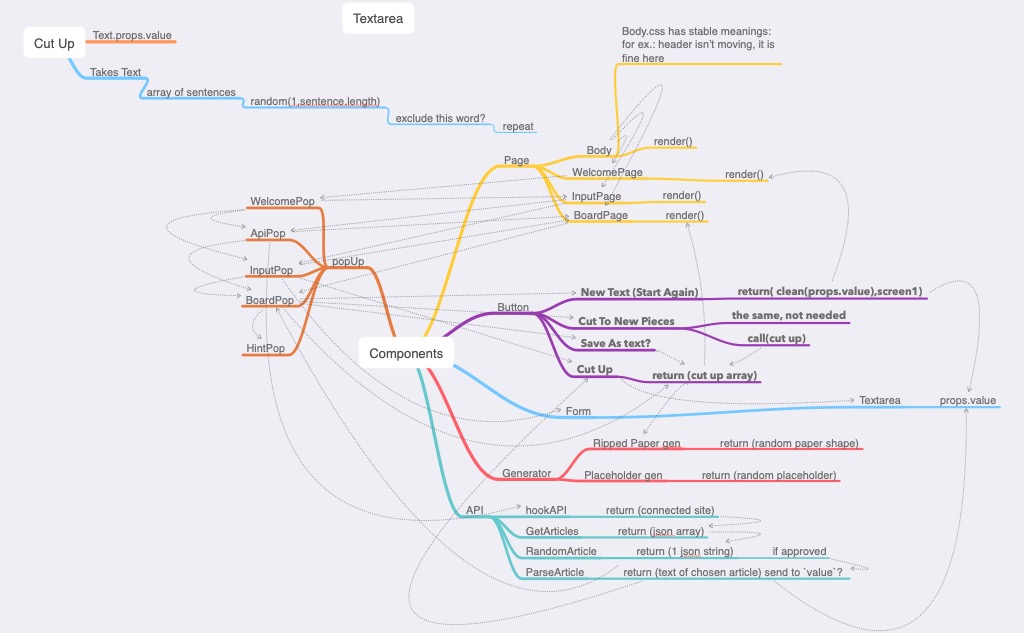 Textarea
Cut Up
Text.props.value
Takes Text
array of sentences
random(1,sentence.length)
exclude this word?
repeat
Body.css has stable meanings:
for ex.: header isn't moving, it is
fine here
Page
Body
render()
WelcomePage
render()
InputPage
render()
BoardPage
render()
WelcomePop
ApiPop
InputPop
BoardPop
HintPop
popUp
Components
Button
New Text (Start Again)
return( clean(props.value),screen1)
Cut To New Pieces
the same, not needed
call(cut up)
Save As text?
Cut Up
return (cut up array)
Form
Textarea
props.value
Generator
Ripped Paper gen
return (random paper shape)
Placeholder gen
return (random placeholder)
API
hookAPI
return (connected site)
GetArticles
return (json array)
RandomArticle
return (1 json string)
if approved
ParseArticle
return (text of chosen article) send to `value`?